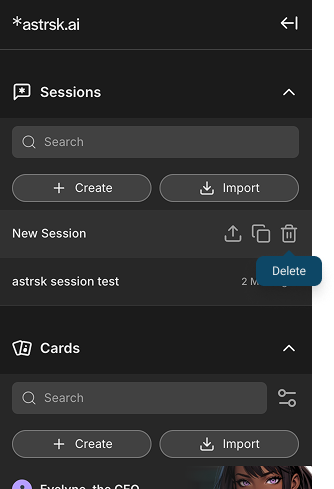 *astrsk.ai
Sessions
Search
Create Import
New Session
Delete
astrsk session test 2 M
Cards
Search
Create Import
Evelyne, the CEO